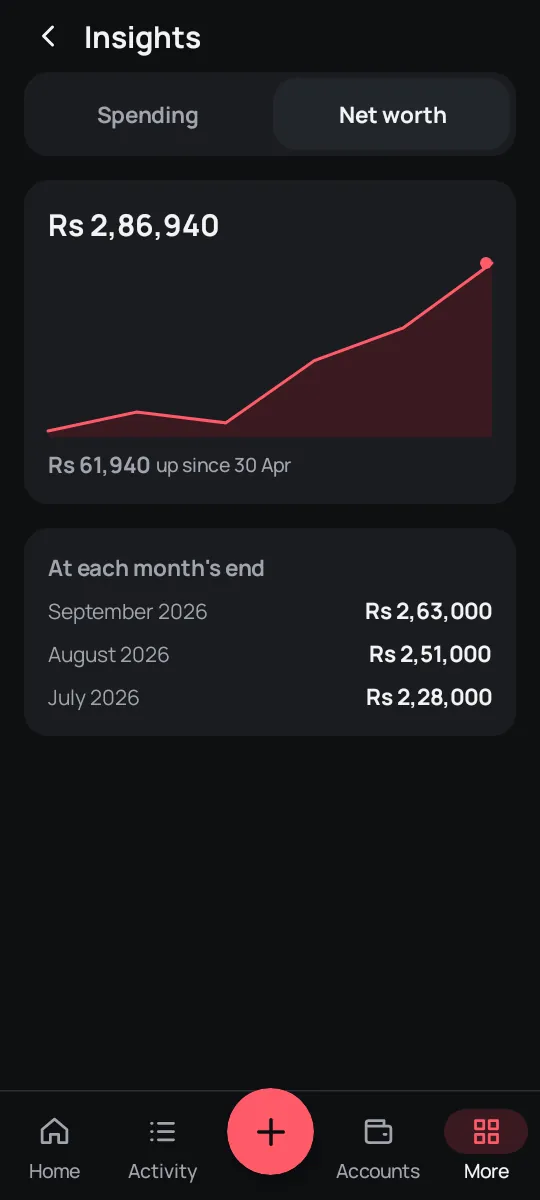 Insights
Spending
Net worth
Rs 2,86,940
Rs 61,940 up since 30 Apr
At each month's end
September 2026 Rs 2,63,000
August 2026 Rs 2,51,000
July 2026 Rs 2,28,000
Home
Activity
Accounts
More